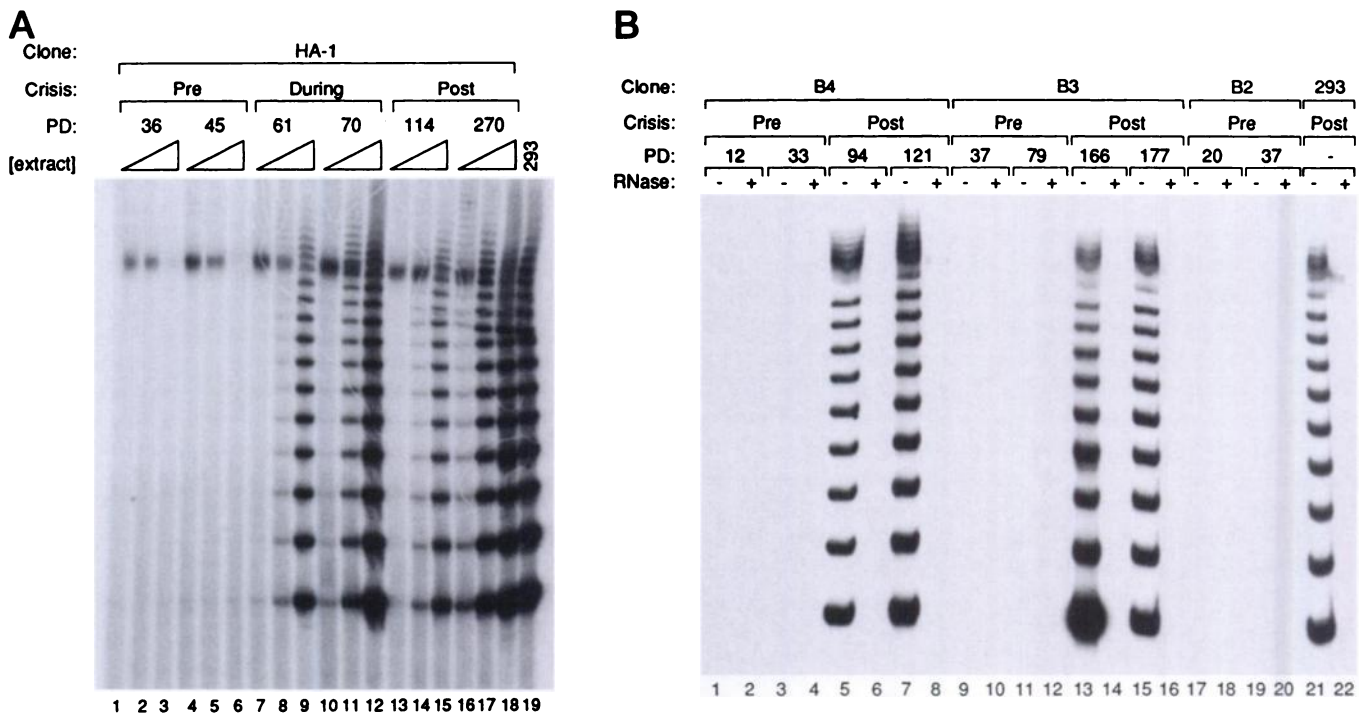 A
Clone: HA-1
Crisis: Pre During Post
PD: 36 45 61 70 114 270
[extract] 293
1 2 3 4 5 6 7 8 9 10 11 12 13 14 15 16 17 18 19
B
Clone: B4 B3 B2 293
Crisis: Pre Post Pre Post Pre Post
PD: 12 33 94 121 37 79 166 177 20 37 -
RNase: - + - + - + - + - + - + - + - + - + - + - +
1 2 3 4 5 6 7 8 9 10 11 12 13 14 15 16 17 18 19 20 21 22